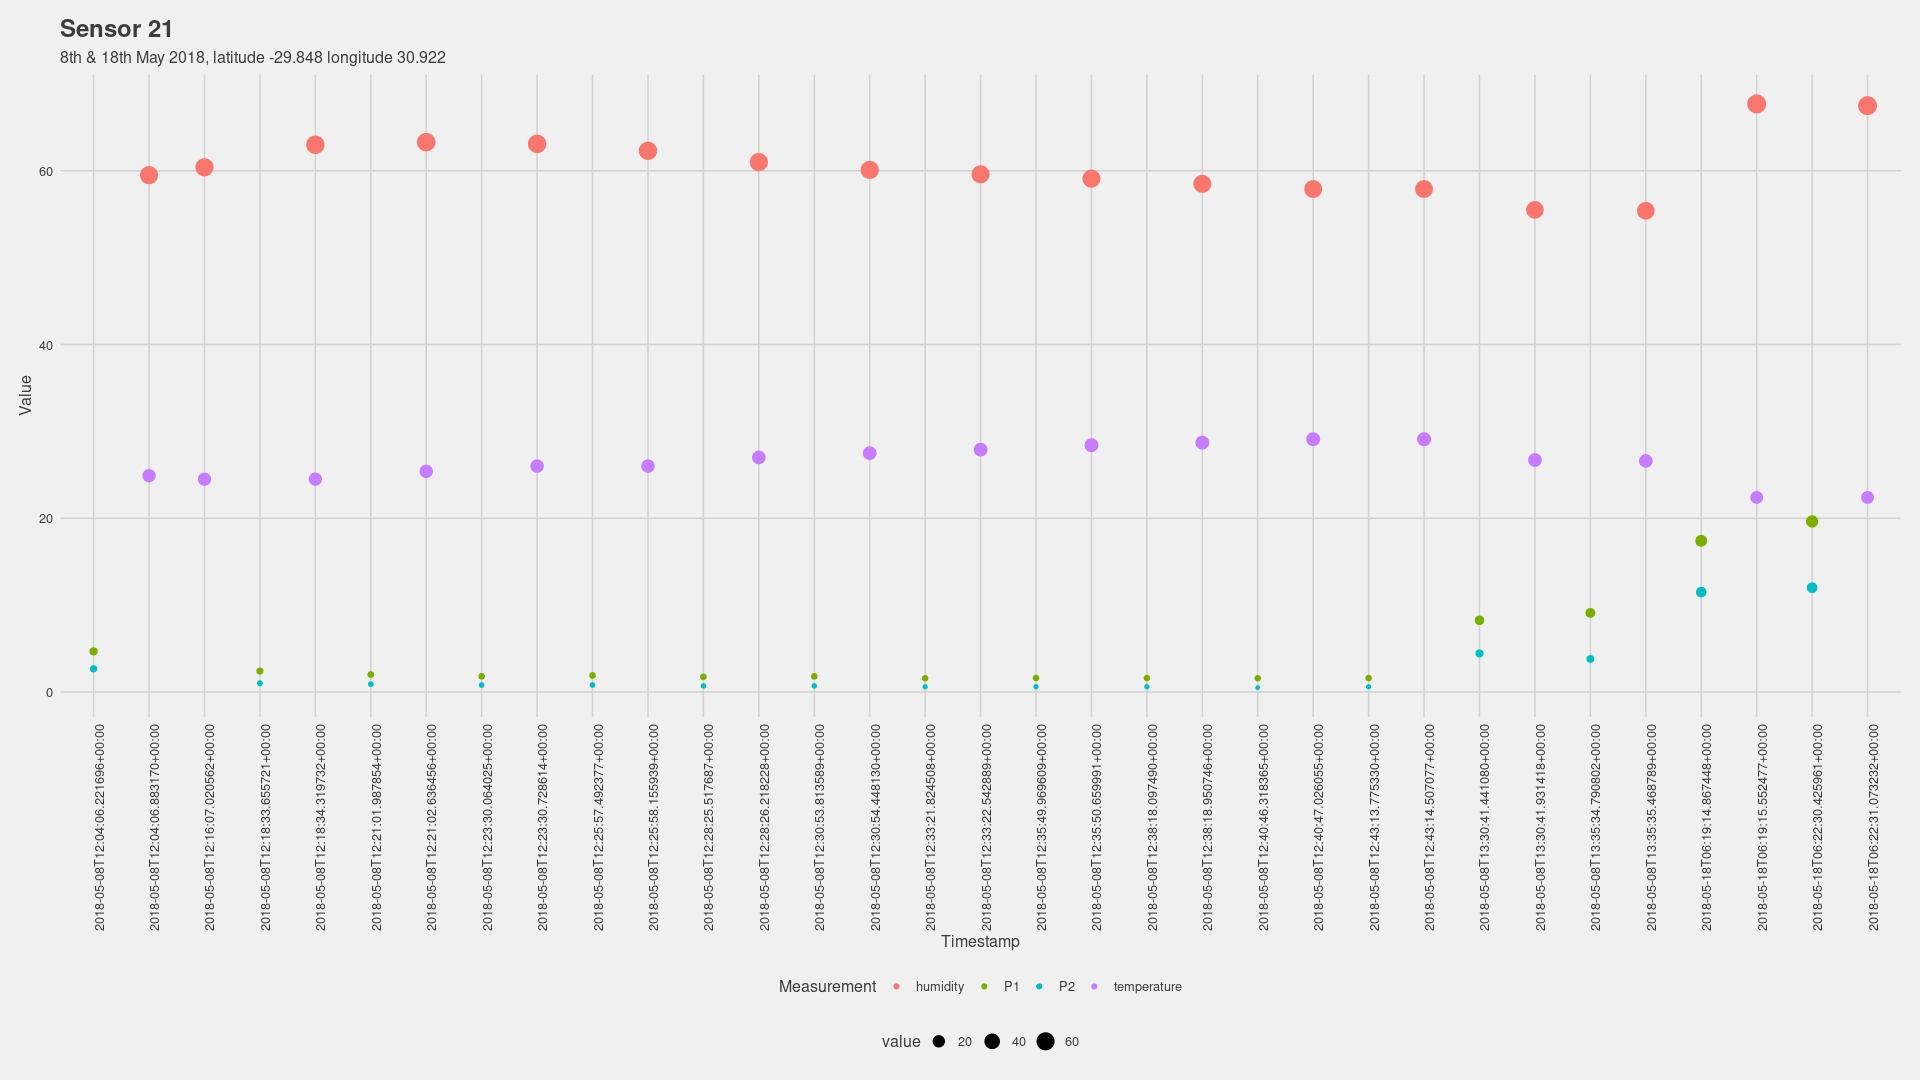 Sensor 21
8th & 18th May 2018, latitude -29.848 longitude 30.922
Value
60
40
20
0
2018-05-08T12:04:06.221696+00:00
2018-05-08T12:04:06.883170+00:00
2018-05-08T12:16:07.020562+00:00
2018-05-08T12:18:33.655721+00:00
2018-05-08T12:18:34.319732+00:00
2018-05-08T12:21:01.987854+00:00
2018-05-08T12:21:02.636456+00:00
2018-05-08T12:23:30.064025+00:00
2018-05-08T12:23:30.728614+00:00
2018-05-08T12:25:57.492377+00:00
2018-05-08T12:25:58.155939+00:00
2018-05-08T12:28:25.517687+00:00
2018-05-08T12:28:26.218228+00:00
2018-05-08T12:30:53.813589+00:00
2018-05-08T12:30:54.448130+00:00
2018-05-08T12:33:21.824508+00:00
2018-05-08T12:33:22.542889+00:00
2018-05-08T12:35:49.969609+00:00
2018-05-08T12:35:50.659991+00:00
2018-05-08T12:38:18.097490+00:00
2018-05-08T12:38:18.950746+00:00
2018-05-08T12:40:46.318365+00:00
2018-05-08T12:40:47.026055+00:00
2018-05-08T12:43:13.775330+00:00
2018-05-08T12:43:14.507077+00:00
2018-05-08T13:30:41.441080+00:00
2018-05-08T13:30:41.931418+00:00
2018-05-08T13:35:34.790802+00:00
2018-05-08T13:35:35.468789+00:00
2018-05-18T06:19:14.867448+00:00
2018-05-18T06:19:15.552477+00:00
2018-05-18T06:22:30.425961+00:00
2018-05-18T06:22:31.073232+00:00
Timestamp
Measurement humidity P1 P2 temperature
value 20 40 60